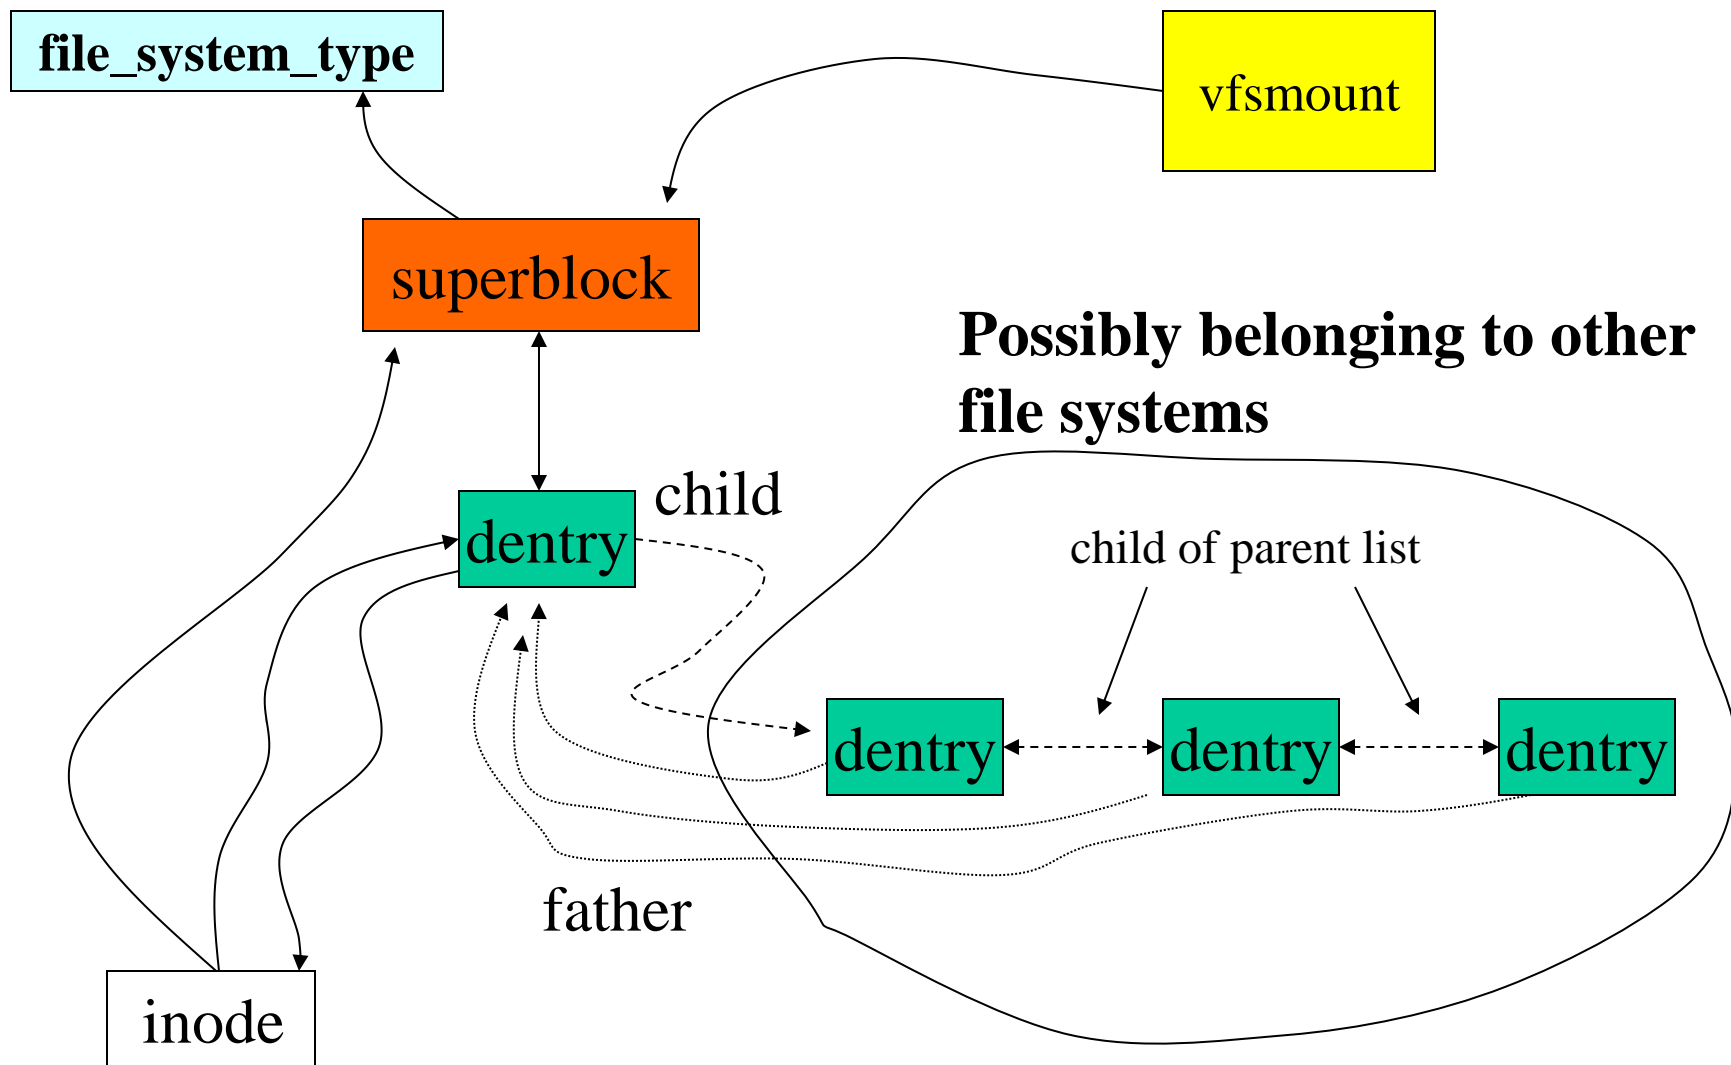 file_system_type
vfsmount
superblock
Possibly belonging to other
file systems
child
dentry
child of parent list
dentry
dentry
dentry
father
inode